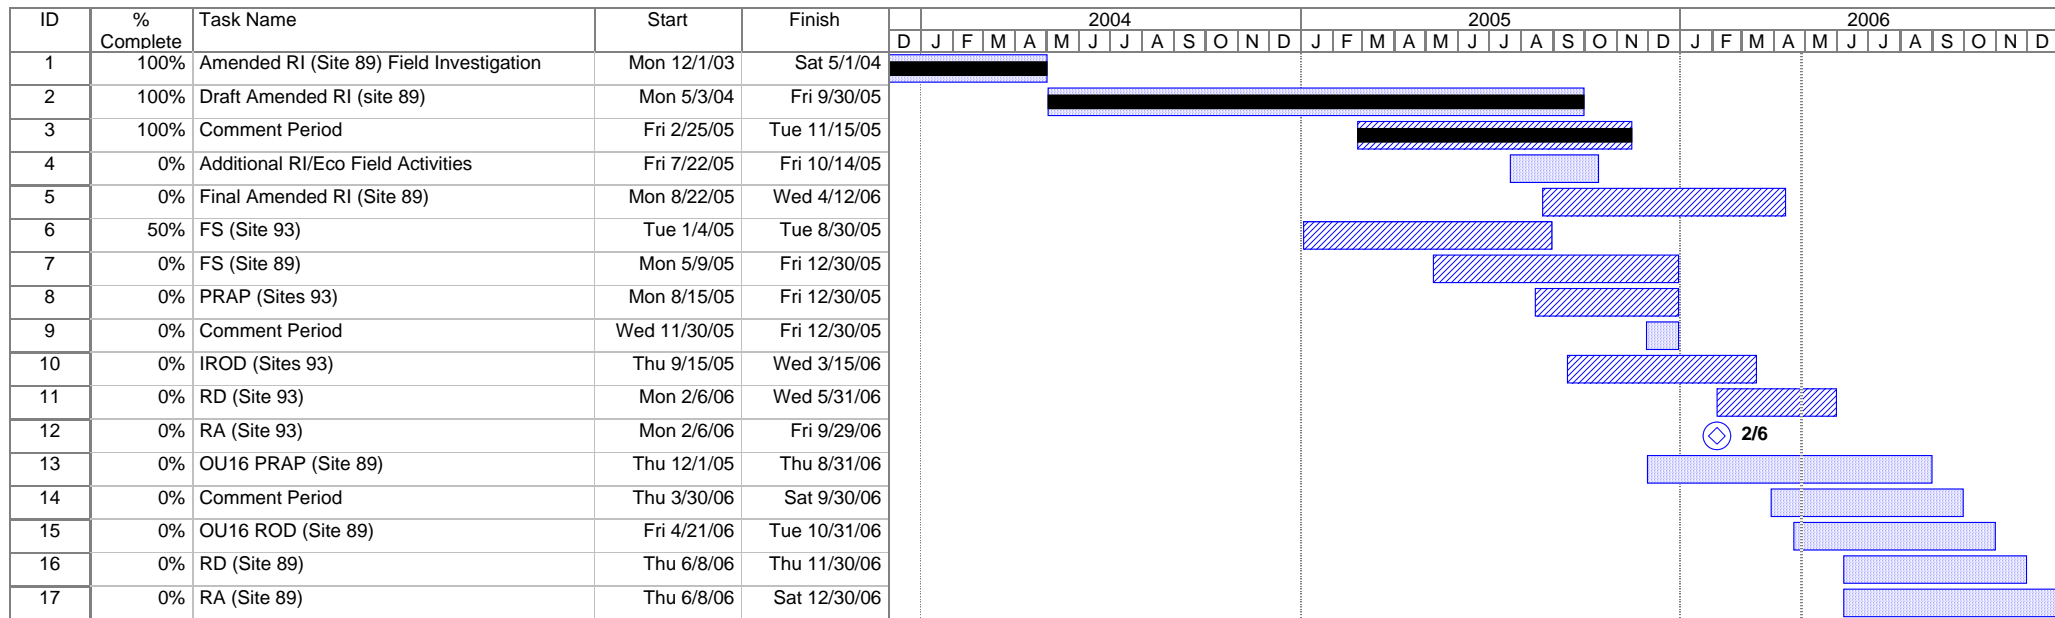 ID % Complete Task Name Start Finish 2004 2005 2006
D J F M A M J J A S O N D J F M A M J J A S O N D J F M A M J J A S O N D
1 100% Amended RI (Site 89) Field Investigation Mon 12/1/03 Sat 5/1/04
2 100% Draft Amended RI (site 89) Mon 5/3/04 Fri 9/30/05
3 100% Comment Period Fri 2/25/05 Tue 11/15/05
4 0% Additional RI/Eco Field Activities Fri 7/22/05 Fri 10/14/05
5 0% Final Amended RI (Site 89) Mon 8/22/05 Wed 4/12/06
6 50% FS (Site 93) Tue 1/4/05 Tue 8/30/05
7 0% FS (Site 89) Mon 5/9/05 Fri 12/30/05
8 0% PRAP (Sites 93) Mon 8/15/05 Fri 12/30/05
9 0% Comment Period Wed 11/30/05 Fri 12/30/05
10 0% IROD (Sites 93) Thu 9/15/05 Wed 3/15/06
11 0% RD (Site 93) Mon 2/6/06 Wed 5/31/06
12 0% RA (Site 93) Mon 2/6/06 Fri 9/29/06 2/6
13 0% OU16 PRAP (Site 89) Thu 12/1/05 Thu 8/31/06
14 0% Comment Period Thu 3/30/06 Sat 9/30/06
15 0% OU16 ROD (Site 89) Fri 4/21/06 Tue 10/31/06
16 0% RD (Site 89) Thu 6/8/06 Thu 11/30/06
17 0% RA (Site 89) Thu 6/8/06 Sat 12/30/06